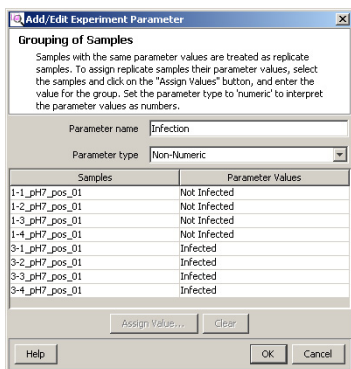 Add/Edit Experiment Parameter
Grouping of Samples
Samples with the same parameter values are treated as replicate
samples. To assign replicate samples their parameter values, select
the samples and click on the "Assign Values" button, and enter the
value for the group. Set the parameter type to 'numeric' to interpret
the parameter values as numbers.
Parameter name Infection
Parameter type Non-Numeric
Samples Parameter Values
1-1_pH7_pos_01 Not Infected
1-2_pH7_pos_01 Not Infected
1-3_pH7_pos_01 Not Infected
1-4_pH7_pos_01 Not Infected
3-1_pH7_pos_01 Infected
3-2_pH7_pos_01 Infected
3-3_pH7_pos_01 Infected
3-4_pH7_pos_01 Infected
Assign Value... Clear
Help OK Cancel